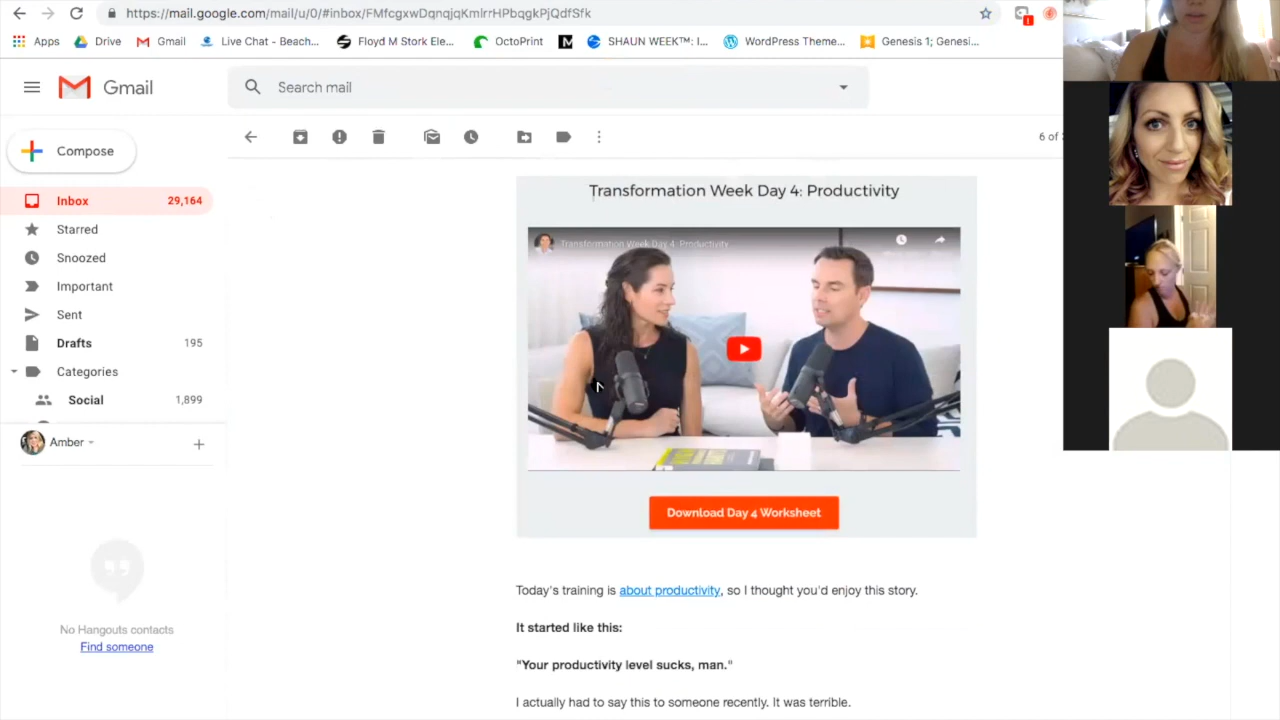 https://mail.google.com/mail/u/0/#inbox/FMfcgxwDqnqjqKmlrrHPbqgkPjQdfSfk
Apps Drive Gmail Live Chat - Beach... Floyd M Stork Ele... OctoPrint M SHAUN WEEK™: I... WordPress Theme... Genesis 1; Genesi...
Gmail
Search mail
6 of
Compose
Inbox 29,164
Starred
Snoozed
Important
Sent
Drafts 195
Categories
Social 1,899
Amber
No Hangouts contacts
Find someone
Transformation Week Day 4: Productivity
Transformation Week Day 4: Productivity
Download Day 4 Worksheet
Today's training is about productivity, so I thought you'd enjoy this story.
It started like this:
"Your productivity level sucks, man."
I actually had to say this to someone recently. It was terrible.